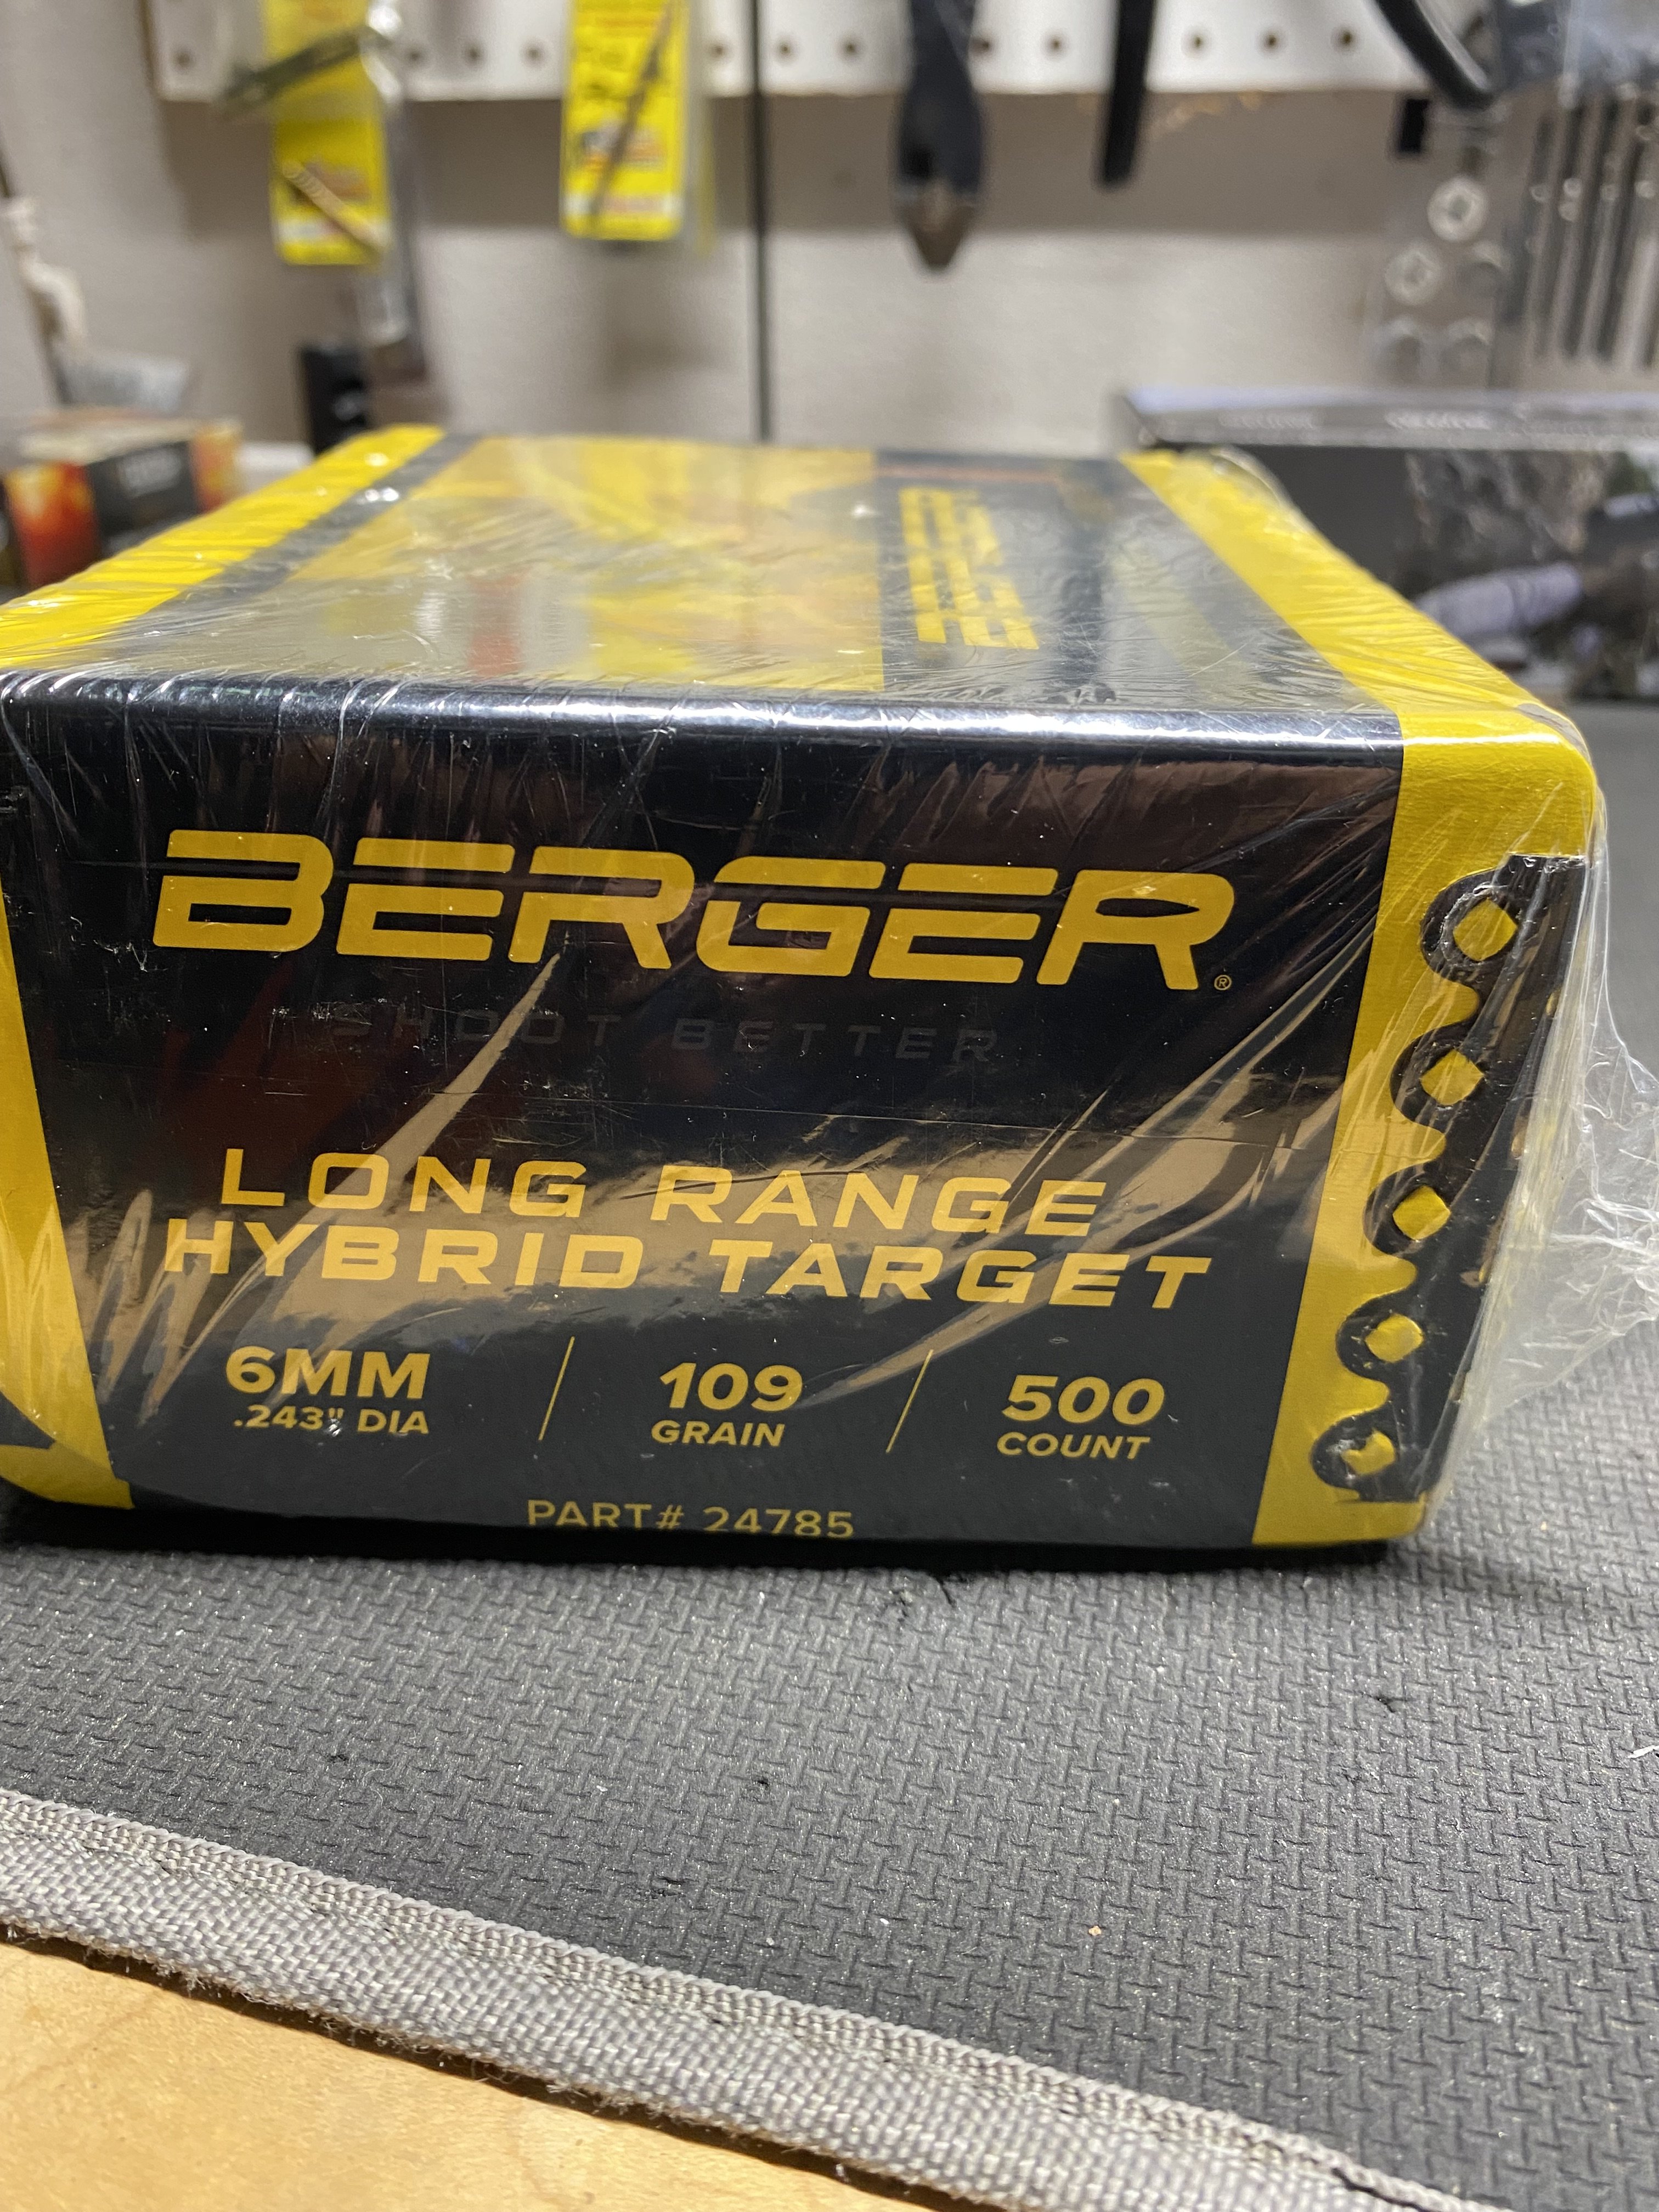 BERGER®
SHOOT BETTER
LONG RANGE
HYBRID TARGET
6MM
.243" DIA
109
GRAIN
500
COUNT
PART# 24785